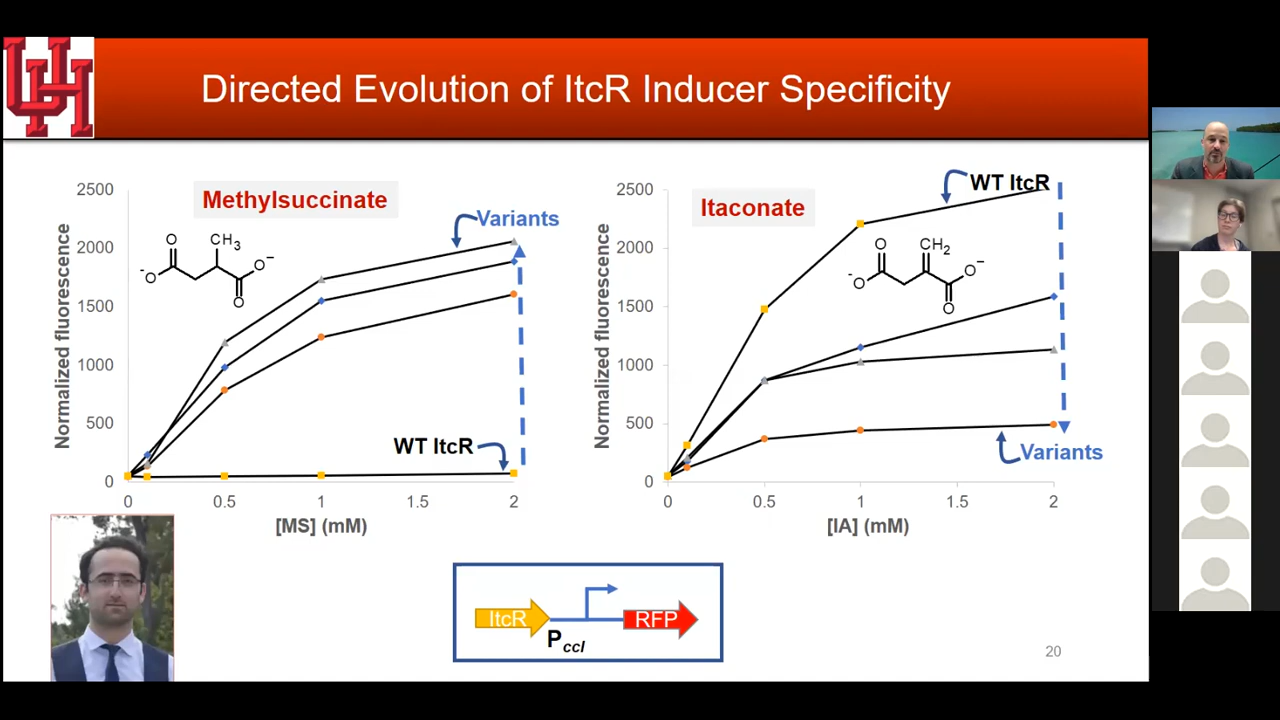 UH
Directed Evolution of ItcR Inducer Specificity
2500
2000
1500
1000
500
0
Normalized fluorescence
Methylsuccinate
Variants
WT ItcR
O
CH3
-O
O-
O
0 0.5 1 1.5 2
[MS] (mM)
2500
2000
1500
1000
500
0
Normalized fluorescence
Itaconate
WT ItcR
O
CH2
-O
O-
O
Variants
0 0.5 1 1.5 2
[IA] (mM)
ItcR
RFP
Pccl
20